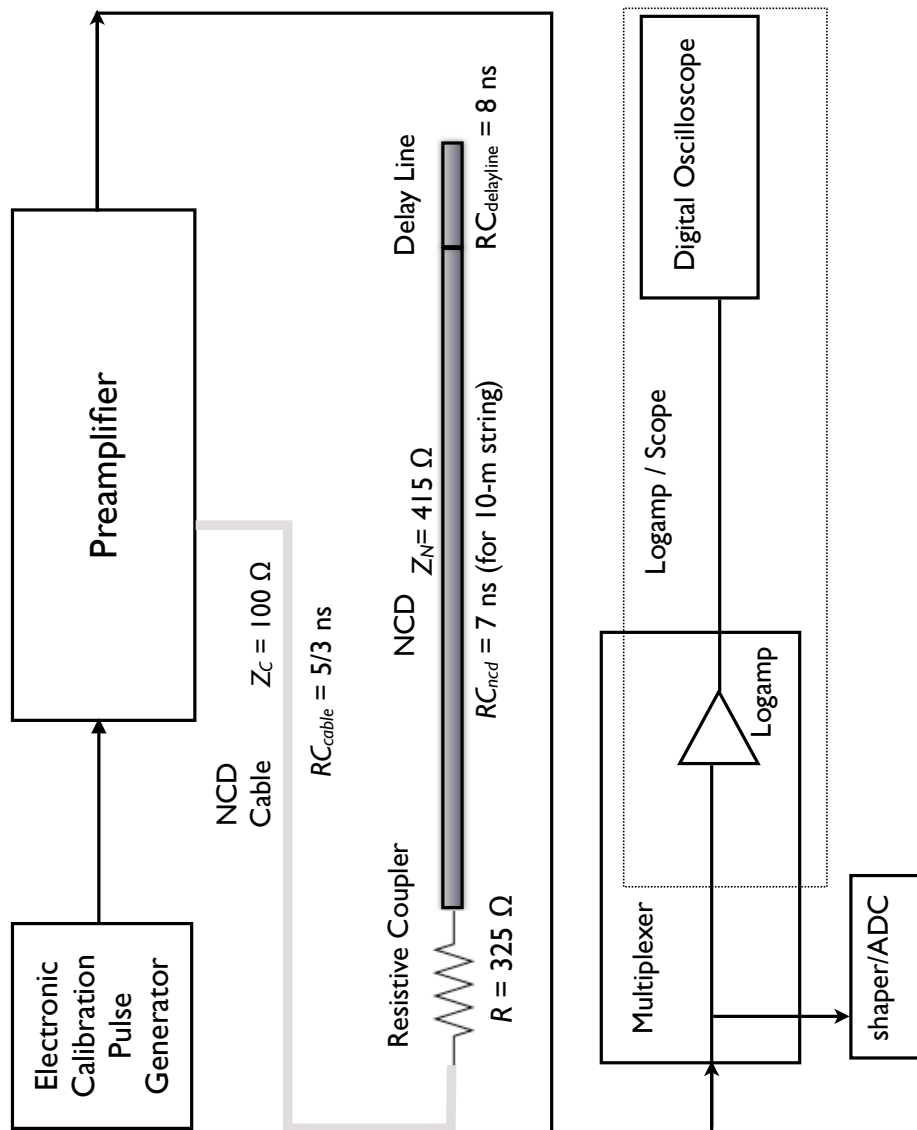 Electronic
Calibration
Pulse
Generator
Preamplifier
NCD
Cable
Z_C = 100 Ω
RC_cable = 5/3 ns
Resistive Coupler
R = 325 Ω
NCD
Z_N= 415 Ω
RC_ncd = 7 ns (for 10-m string)
Delay Line
RC_delayline = 8 ns
Multiplexer
Logamp
Logamp / Scope
Digital Oscilloscope
shaper/ADC